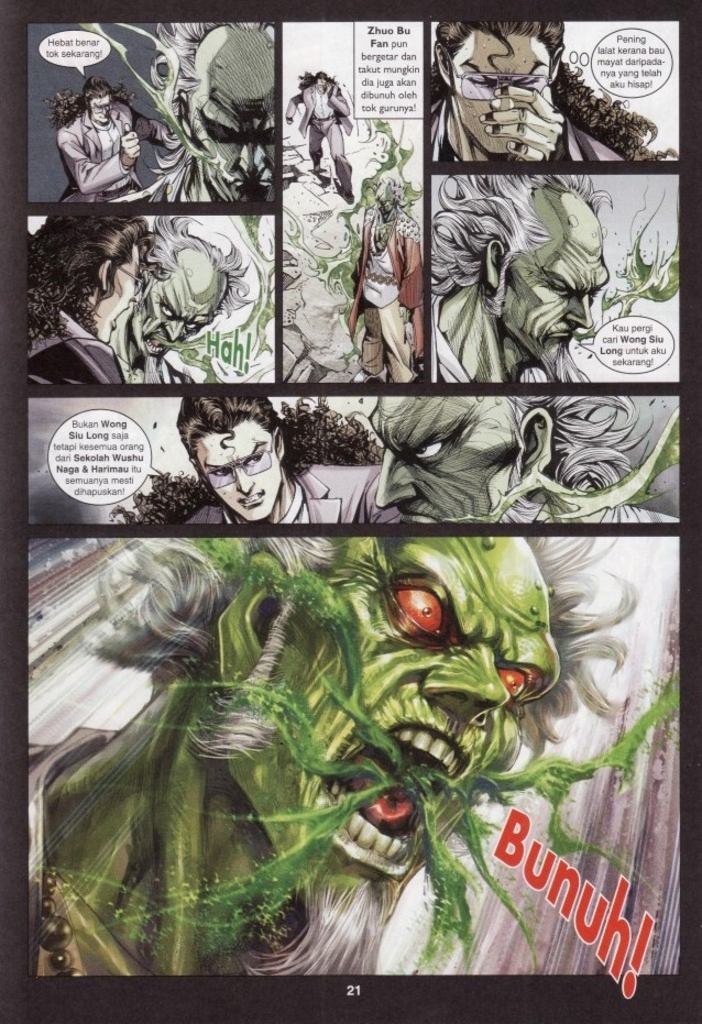 Hebat benar
tok sekarang!
Zhuo Bu
Fan pun
bergetar dan
takut mungkin
dia juga akan
dibunuh oleh
tok gurunya!
Pening
lalat kerana bau
mayat daripada-
nya yang telah
aku hisap!
Hah!
Kau pergi
cari Wong Siu
Long untuk aku
sekarang!
Bukan Wong
Siu Long saja
tetapi kesemua orang
dari Sekolah Wushu
Naga & Harimau itu
semuanya mesti
dihapuskan!
Bunuh!
21